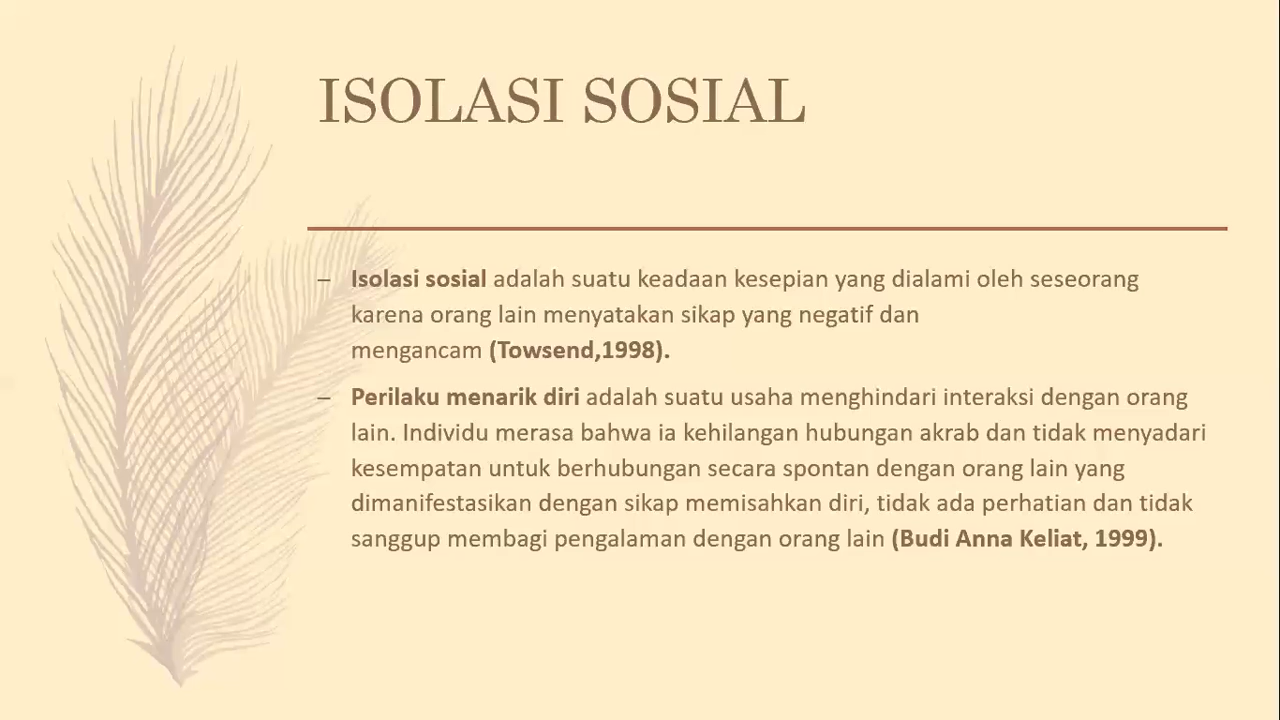 ISOLASI SOSIAL
– Isolasi sosial adalah suatu keadaan kesepian yang dialami oleh seseorang
karena orang lain menyatakan sikap yang negatif dan
mengancam (Towsend,1998).
– Perilaku menarik diri adalah suatu usaha menghindari interaksi dengan orang
lain. Individu merasa bahwa ia kehilangan hubungan akrab dan tidak menyadari
kesempatan untuk berhubungan secara spontan dengan orang lain yang
dimanifestasikan dengan sikap memisahkan diri, tidak ada perhatian dan tidak
sanggup membagi pengalaman dengan orang lain (Budi Anna Keliat, 1999).